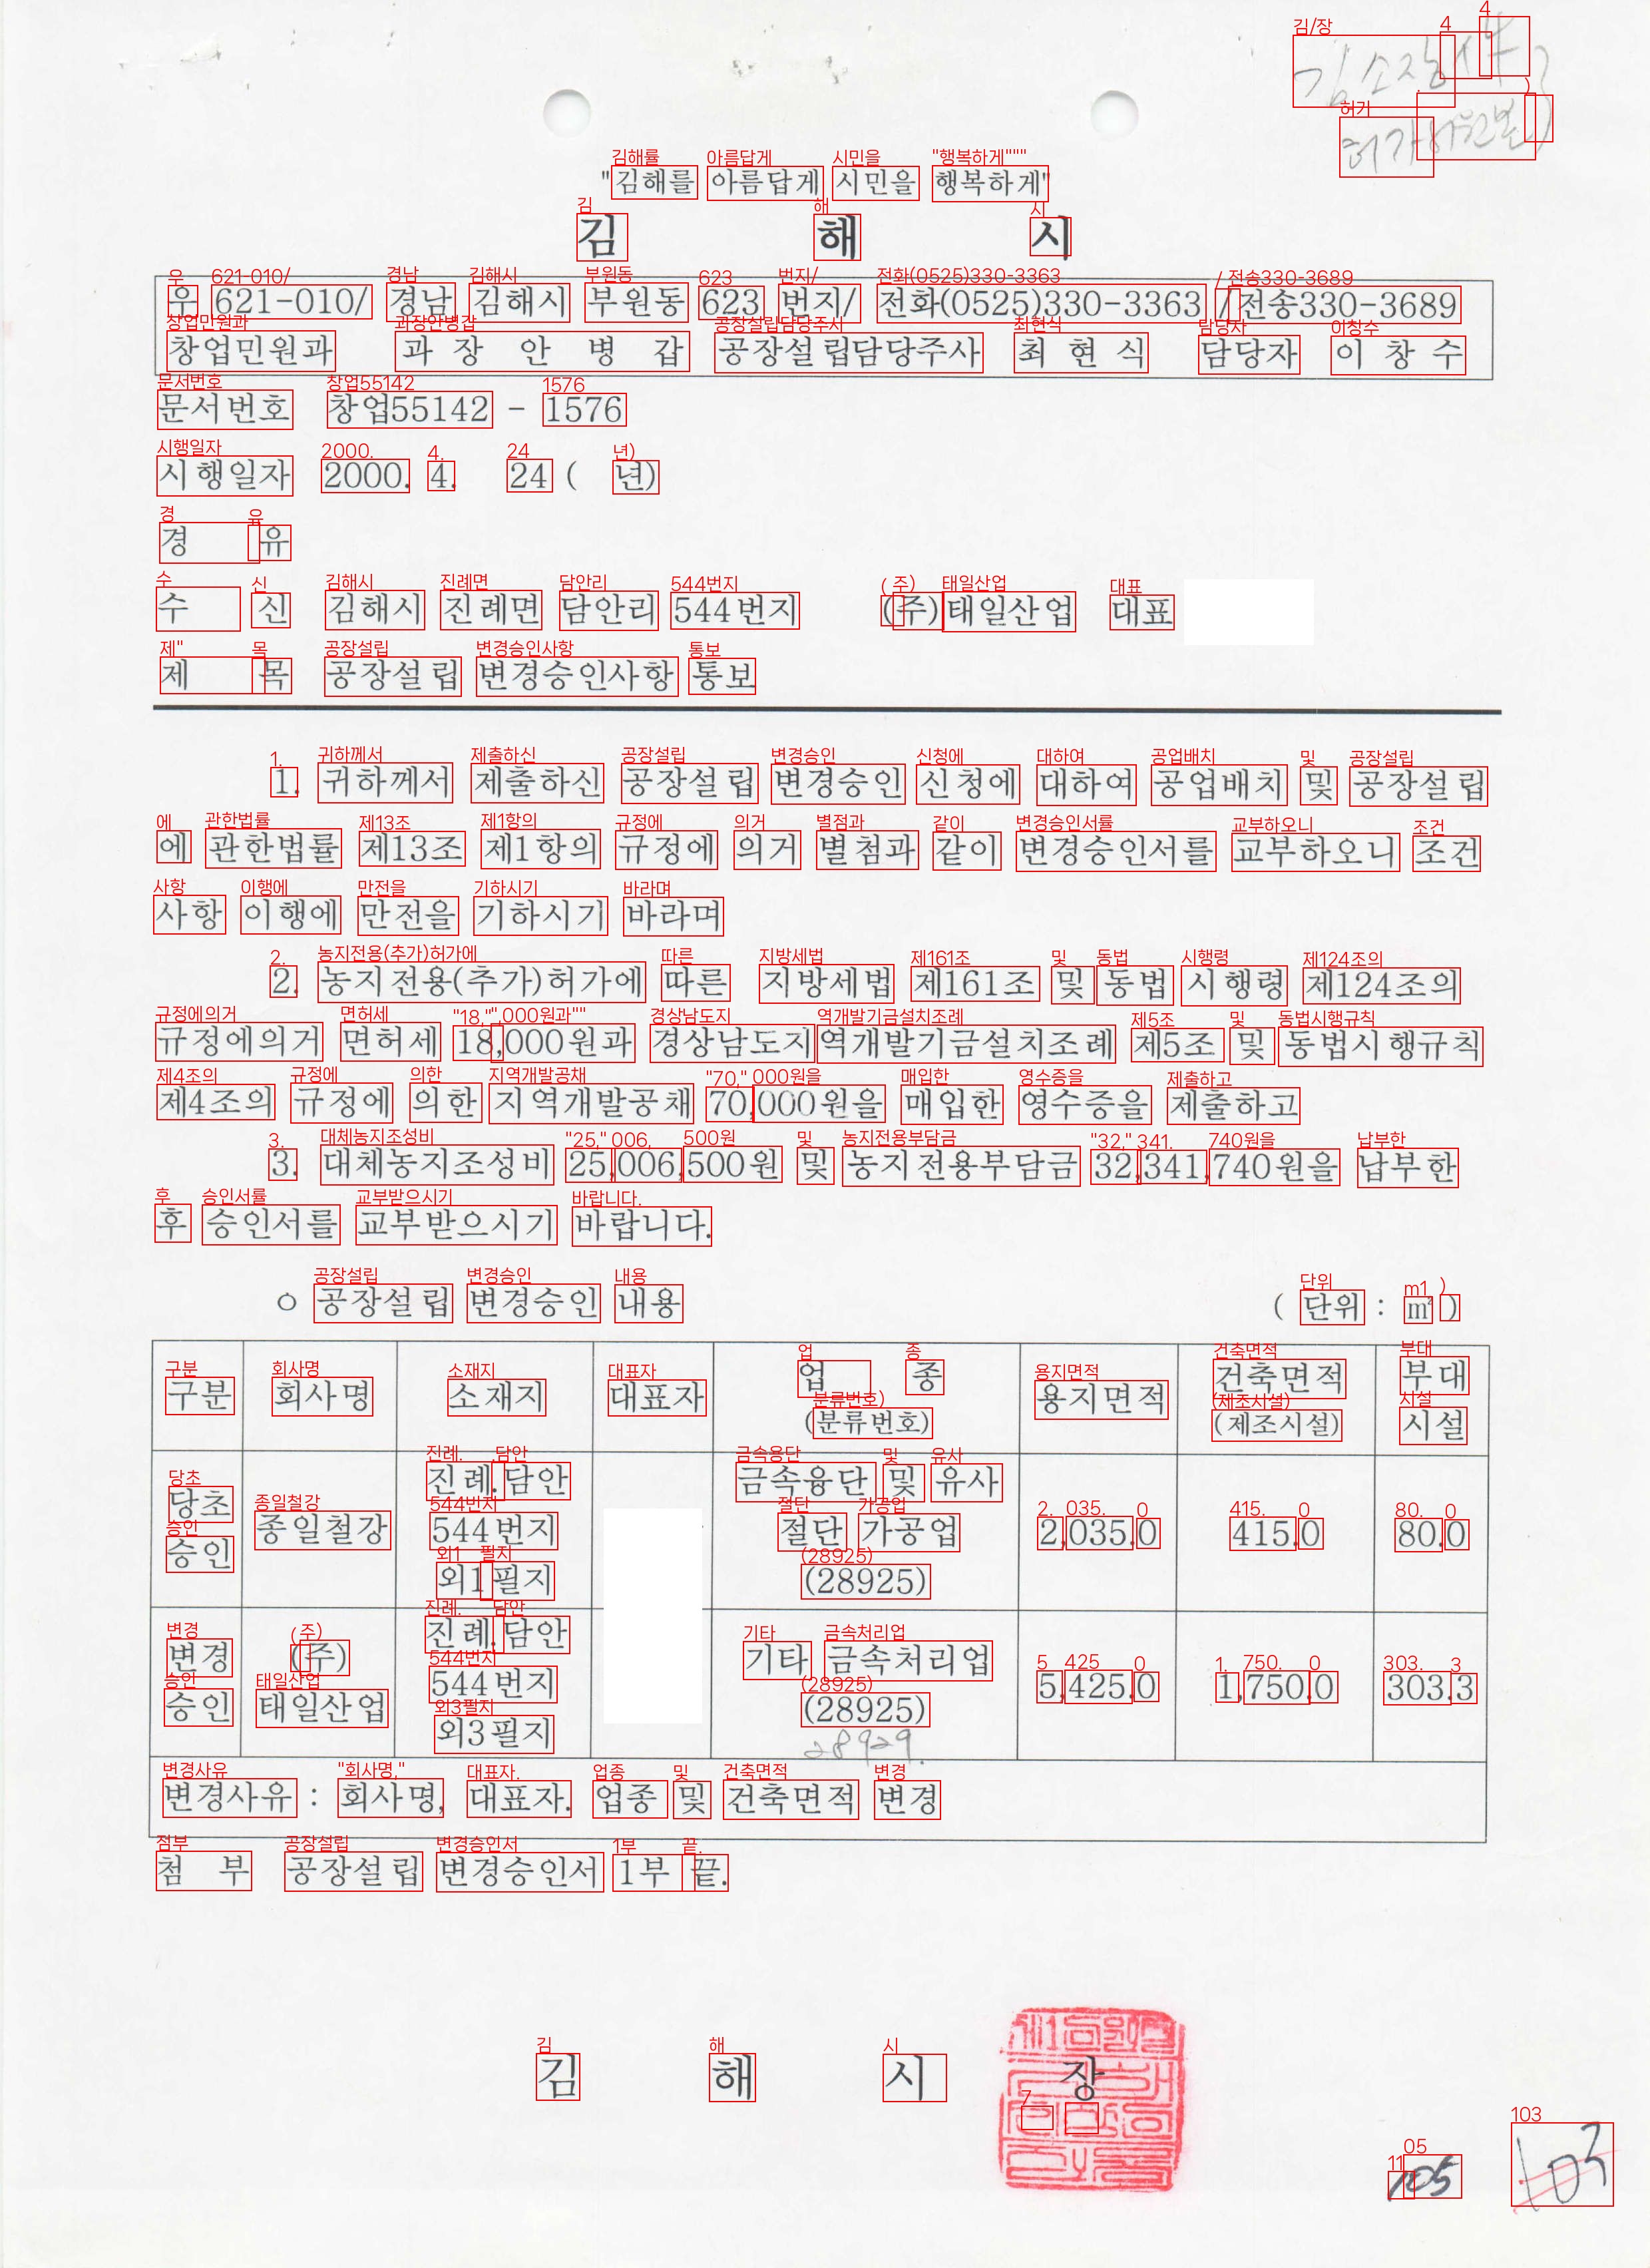 "김해를 아름답게 시민을 행복하게"
김 해 시
우 621-010/ 경남 김해시 부원동 623 번지/ 전화(0525)330-3363 /전송330-3689
창업민원과 과 장 안 병 갑 공장설립담당주사 최 현 식 담당자 이 창 수
문서번호 창업55142 - 1576
시행일자 2000. 4. 24 ( 년)
경 유
수 신 김해시 진례면 담안리 544번지 (주)태일산업 대표
제 목 공장설립 변경승인사항 통보
1. 귀하께서 제출하신 공장설립 변경승인 신청에 대하여 공업배치 및 공장설립
에 관한법률 제13조 제1항의 규정에 의거 별첨과 같이 변경승인서를 교부하오니 조건
사항 이행에 만전을 기하시기 바라며
2. 농지전용(추가)허가에 따른 지방세법 제161조 및 동법 시행령 제124조의
규정에의거 면허세 18,000원과 경상남도지역개발기금설치조례 제5조 및 동법시행규칙
제4조의 규정에 의한 지역개발공채 70,000원을 매입한 영수증을 제출하고
3. 대체농지조성비 25,006,500원 및 농지전용부담금 32,341,740원을 납부한
후 승인서를 교부받으시기 바랍니다.
○ 공장설립 변경승인 내용 ( 단위 : m² )
구분 회사명 소재지 대표자 업 종 (분류번호) 용지면적 건축면적 (제조시설) 부대 시설
당초 승인 종일철강 진례.담안 544번지 외1필지 금속융단 및 유사 절단 가공업 (28925) 2,035.0 415.0 80.0
변경 승인 (주) 태일산업 진례.담안 544번지 외3필지 기타 금속처리업 (28925) 5,425.0 1,750.0 303.3
28929.
변경사유 : 회사명, 대표자. 업종 및 건축면적 변경
첨 부 공장설립 변경승인서 1부 끝.
김 해 시 장
105
103